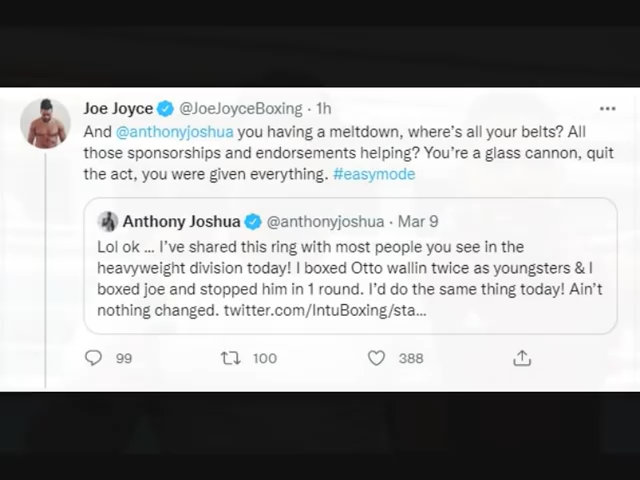 Joe Joyce @JoeJoyceBoxing · 1h
And @anthonyjoshua you having a meltdown, where's all your belts? All
those sponsorships and endorsements helping? You're a glass cannon, quit
the act, you were given everything. #easymode
Anthony Joshua @anthonyjoshua · Mar 9
Lol ok ... I've shared this ring with most people you see in the
heavyweight division today! I boxed Otto wallin twice as youngsters & I
boxed joe and stopped him in 1 round. I'd do the same thing today! Ain't
nothing changed. twitter.com/IntuBoxing/sta...
99 100 388